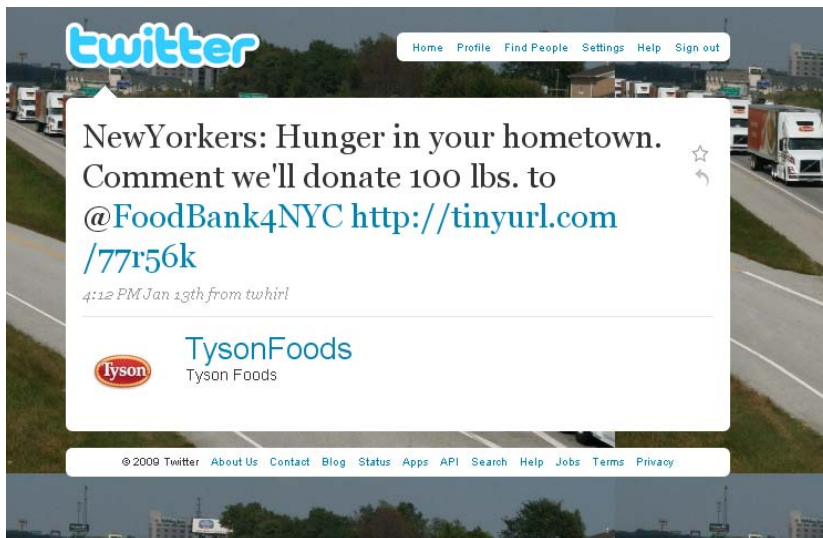 twitter
Home Profile Find People Settings Help Sign out
NewYorkers: Hunger in your hometown.
Comment we'll donate 100 lbs. to
@FoodBank4NYC http://tinyurl.com
/77r56k
4:12 PM Jan 13th from twhirl
Tyson
TysonFoods
Tyson Foods
© 2009 Twitter About Us Contact Blog Status Apps API Search Help Jobs Terms Privacy